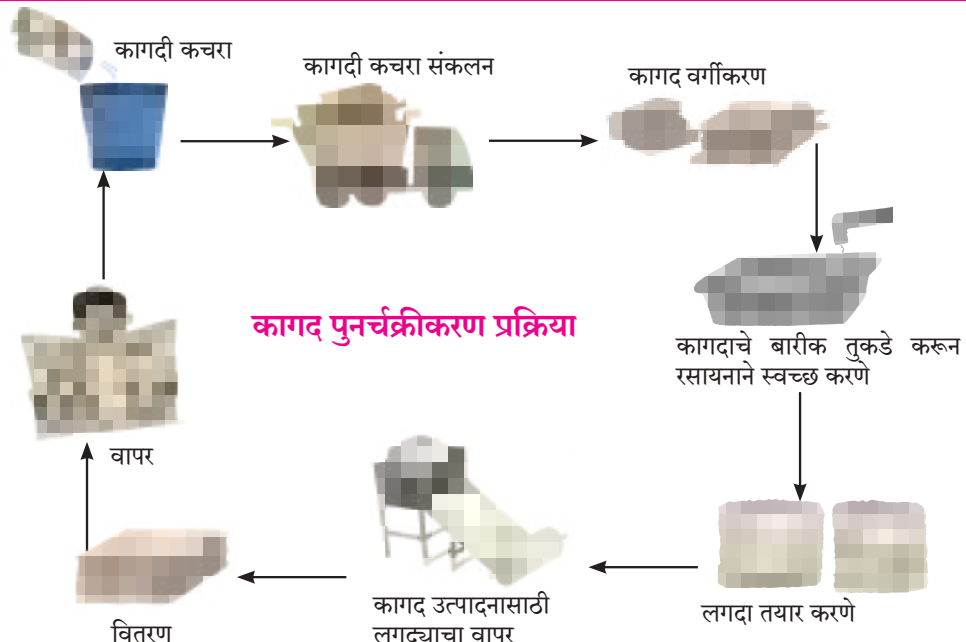 कागदी कचरा
कागदी कचरा संकलन
कागद वर्गीकरण
कागद पुनर्चक्रीकरण प्रक्रिया
कागदाचे बारीक तुकडे करून
रसायनाने स्वच्छ करणे
लगदा तयार करणे
कागद उत्पादनासाठी
लगद्याचा वापर
वितरण
वापर